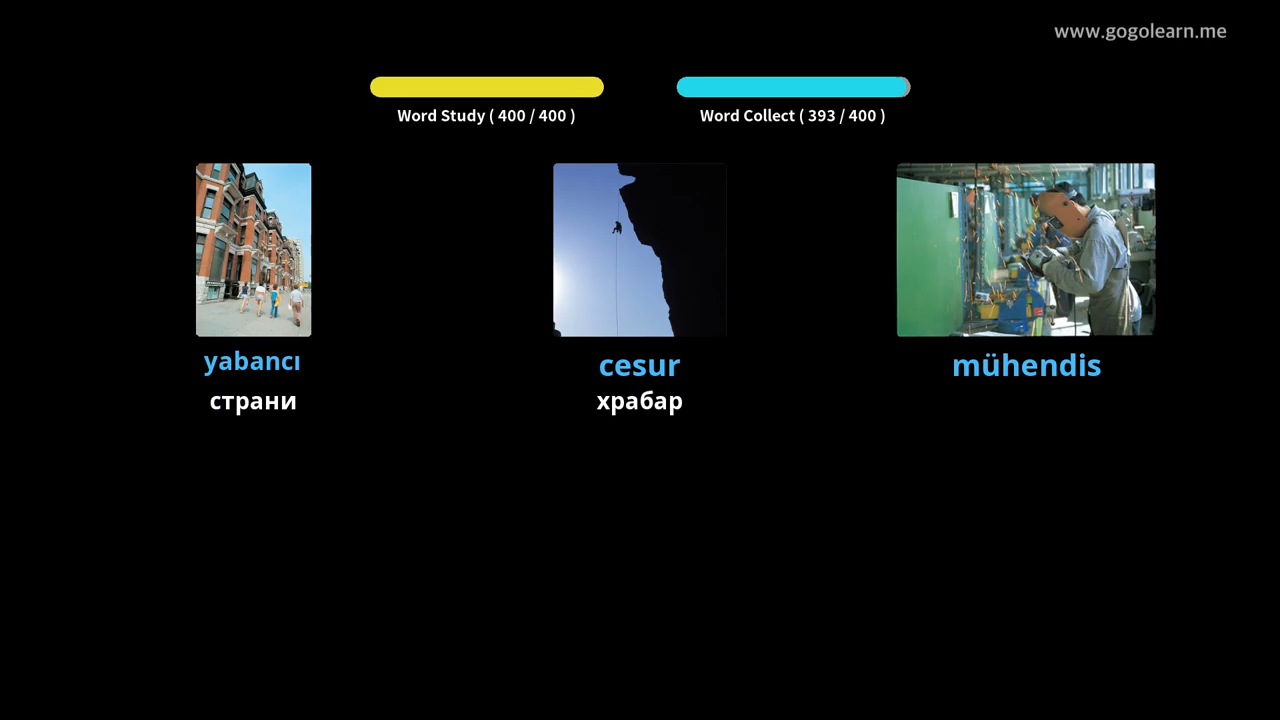 www.gogolearn.me
Word Study ( 400 / 400 )
Word Collect ( 393 / 400 )
yabancı
страни
cesur
храбар
mühendis